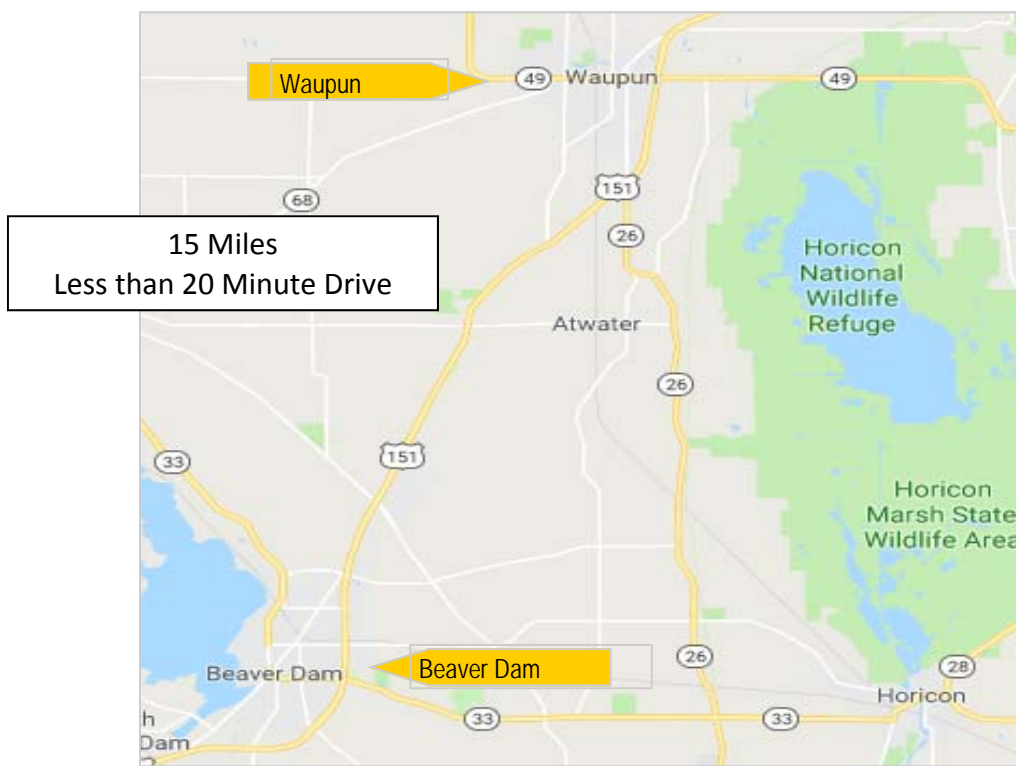 Waupun
49
Waupun
49
68
151
26
15 Miles
Less than 20 Minute Drive
Horicon
National
Wildlife
Refuge
Atwater
26
33
151
Horicon
Marsh State
Wildlife Area
Beaver Dam
Beaver Dam
26
28
Horicon
33
33
h
Dam